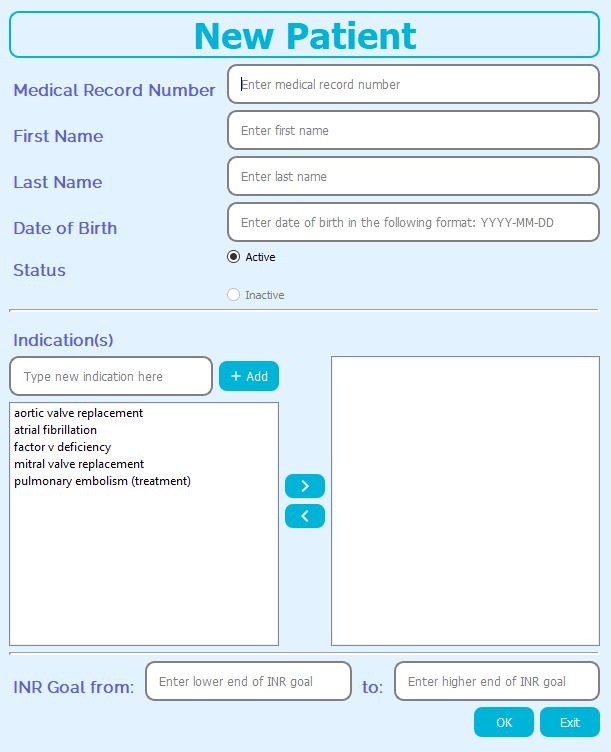 New Patient
Medical Record Number
Enter medical record number
First Name
Enter first name
Last Name
Enter last name
Date of Birth
Enter date of birth in the following format: YYYY-MM-DD
Status
Active
Inactive
Indication(s)
Type new indication here
+ Add
aortic valve replacement
atrial fibrillation
factor v deficiency
mitral valve replacement
pulmonary embolism (treatment)
INR Goal from:
Enter lower end of INR goal
to:
Enter higher end of INR goal
OK
Exit